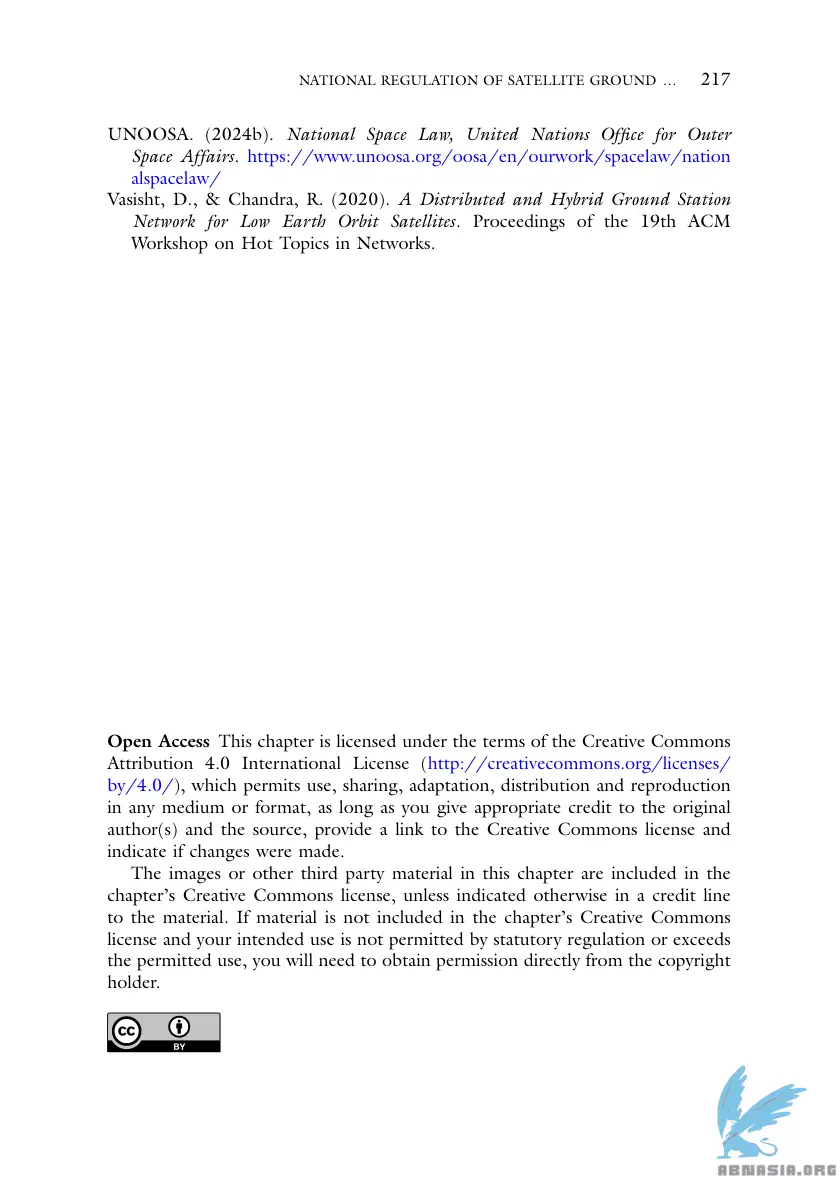 NATIONAL REGULATION OF SATELLITE GROUND … 217
UNOOSA. (2024b). National Space Law, United Nations Office for Outer
Space Affairs. https://www.unoosa.org/oosa/en/ourwork/spacelaw/nation
alspacelaw/
Vasisht, D., & Chandra, R. (2020). A Distributed and Hybrid Ground Station
Network for Low Earth Orbit Satellites. Proceedings of the 19th ACM
Workshop on Hot Topics in Networks.
Open Access This chapter is licensed under the terms of the Creative Commons
Attribution 4.0 International License (http://creativecommons.org/licenses/
by/4.0/), which permits use, sharing, adaptation, distribution and reproduction
in any medium or format, as long as you give appropriate credit to the original
author(s) and the source, provide a link to the Creative Commons license and
indicate if changes were made.
The images or other third party material in this chapter are included in the
chapter’s Creative Commons license, unless indicated otherwise in a credit line
to the material. If material is not included in the chapter’s Creative Commons
license and your intended use is not permitted by statutory regulation or exceeds
the permitted use, you will need to obtain permission directly from the copyright
holder.
cc
BY
ABNASIA.ORG